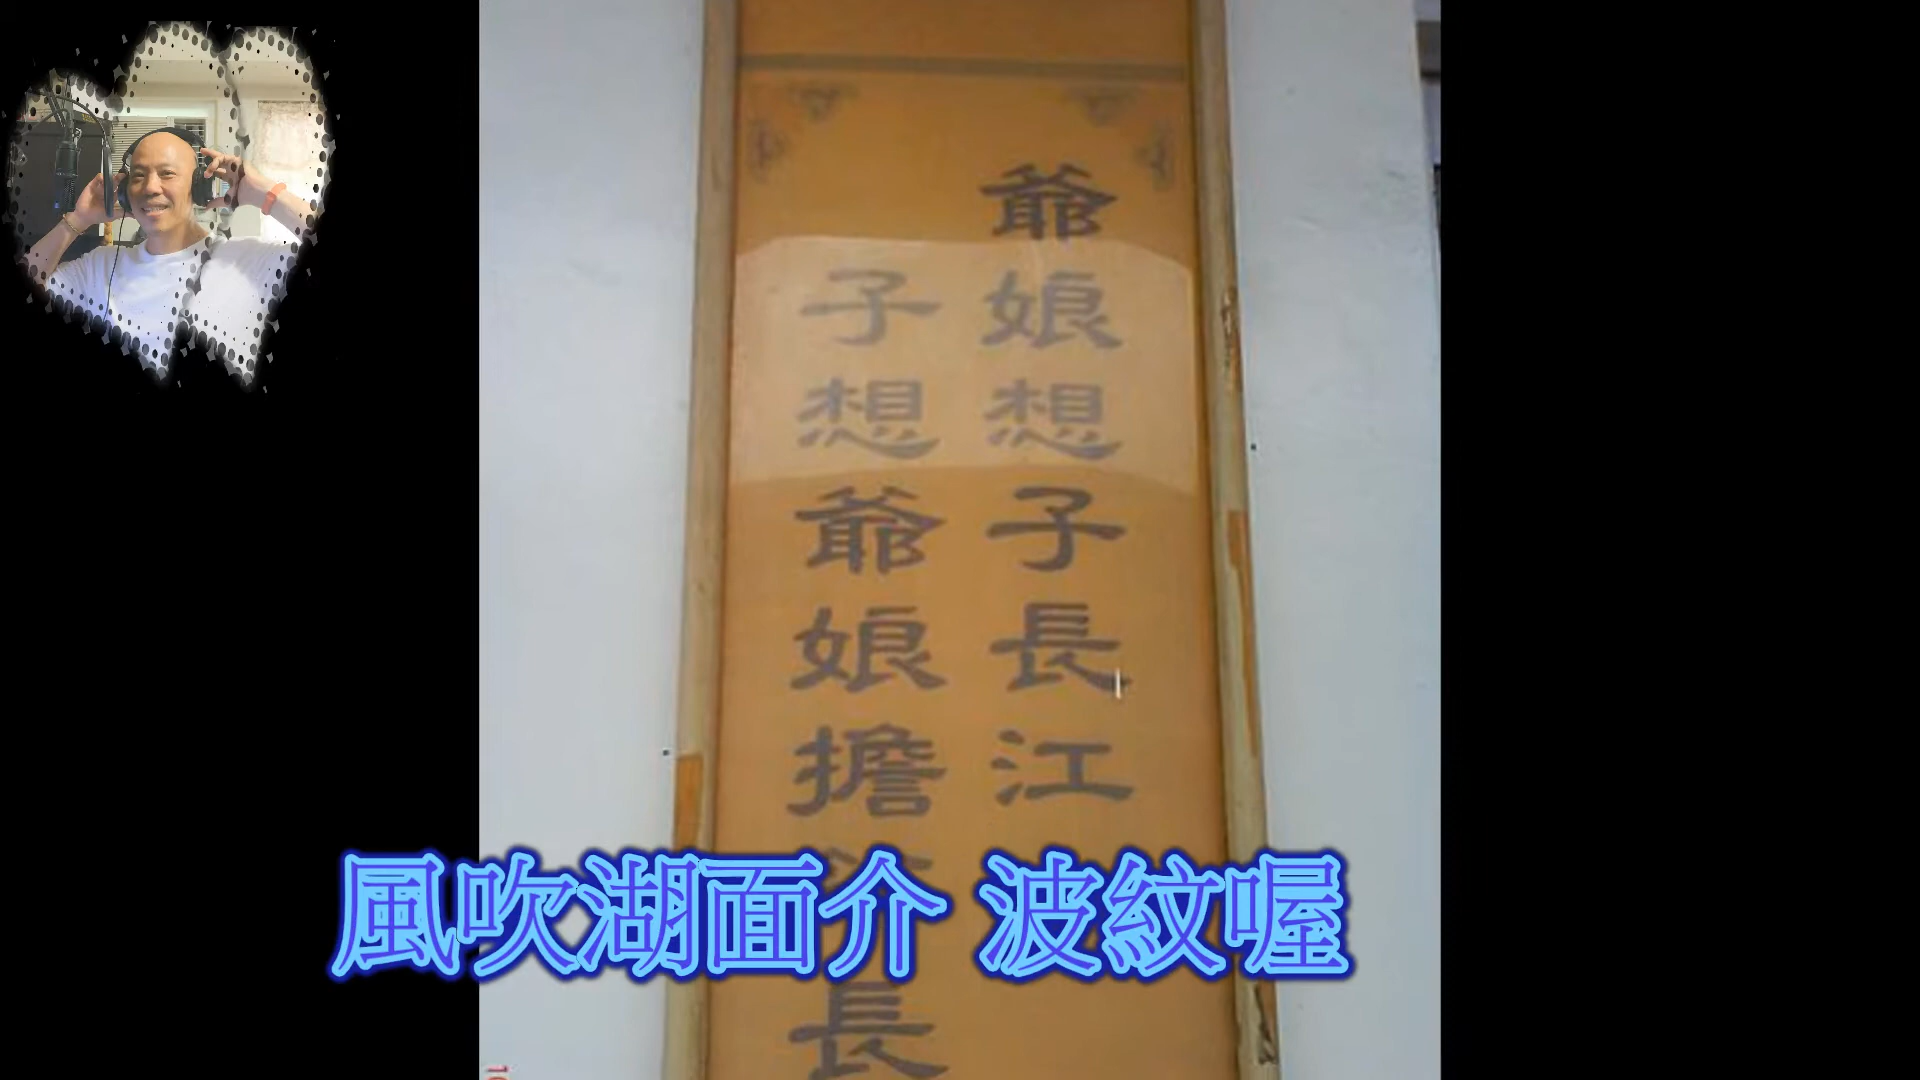 爺娘想子長江
子想爺娘擔
長
風吹湖面介 波紋喔